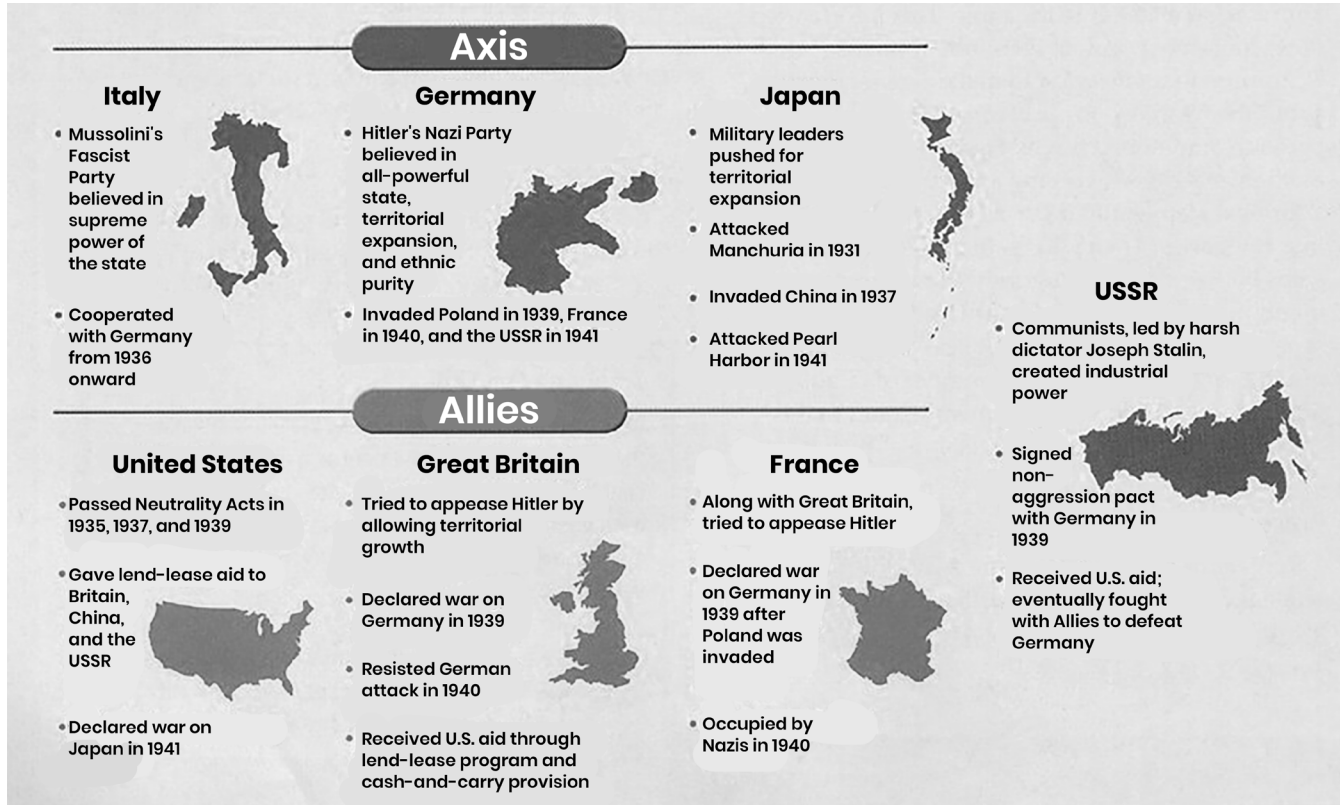 Axis
Italy
• Mussolini's
Fascist
Party
believed in
supreme
power of
the state
• Cooperated
with Germany
from 1936
onward
Germany
• Hitler's Nazi Party
believed in
all-powerful
state,
territorial
expansion,
and ethnic
purity
• Invaded Poland in 1939, France
in 1940, and the USSR in 1941
Japan
• Military leaders
pushed for
territorial
expansion
• Attacked
Manchuria in 1931
• Invaded China in 1937
• Attacked Pearl
Harbor in 1941
Allies
United States
• Passed Neutrality Acts in
1935, 1937, and 1939
• Gave lend-lease aid to
Britain,
China,
and the
USSR
• Declared war on
Japan in 1941
Great Britain
• Tried to appease Hitler by
allowing territorial
growth
• Declared war on
Germany in 1939
• Resisted German
attack in 1940
• Received U.S. aid through
lend-lease program and
cash-and-carry provision
France
• Along with Great Britain,
tried to appease Hitler
• Declared war
on Germany in
1939 after
Poland was
invaded
• Occupied by
Nazis in 1940
USSR
• Communists, led by harsh
dictator Joseph Stalin,
created industrial
power
• Signed
non-
aggression pact
with Germany in
1939
• Received U.S. aid;
eventually fought
with Allies to defeat
Germany